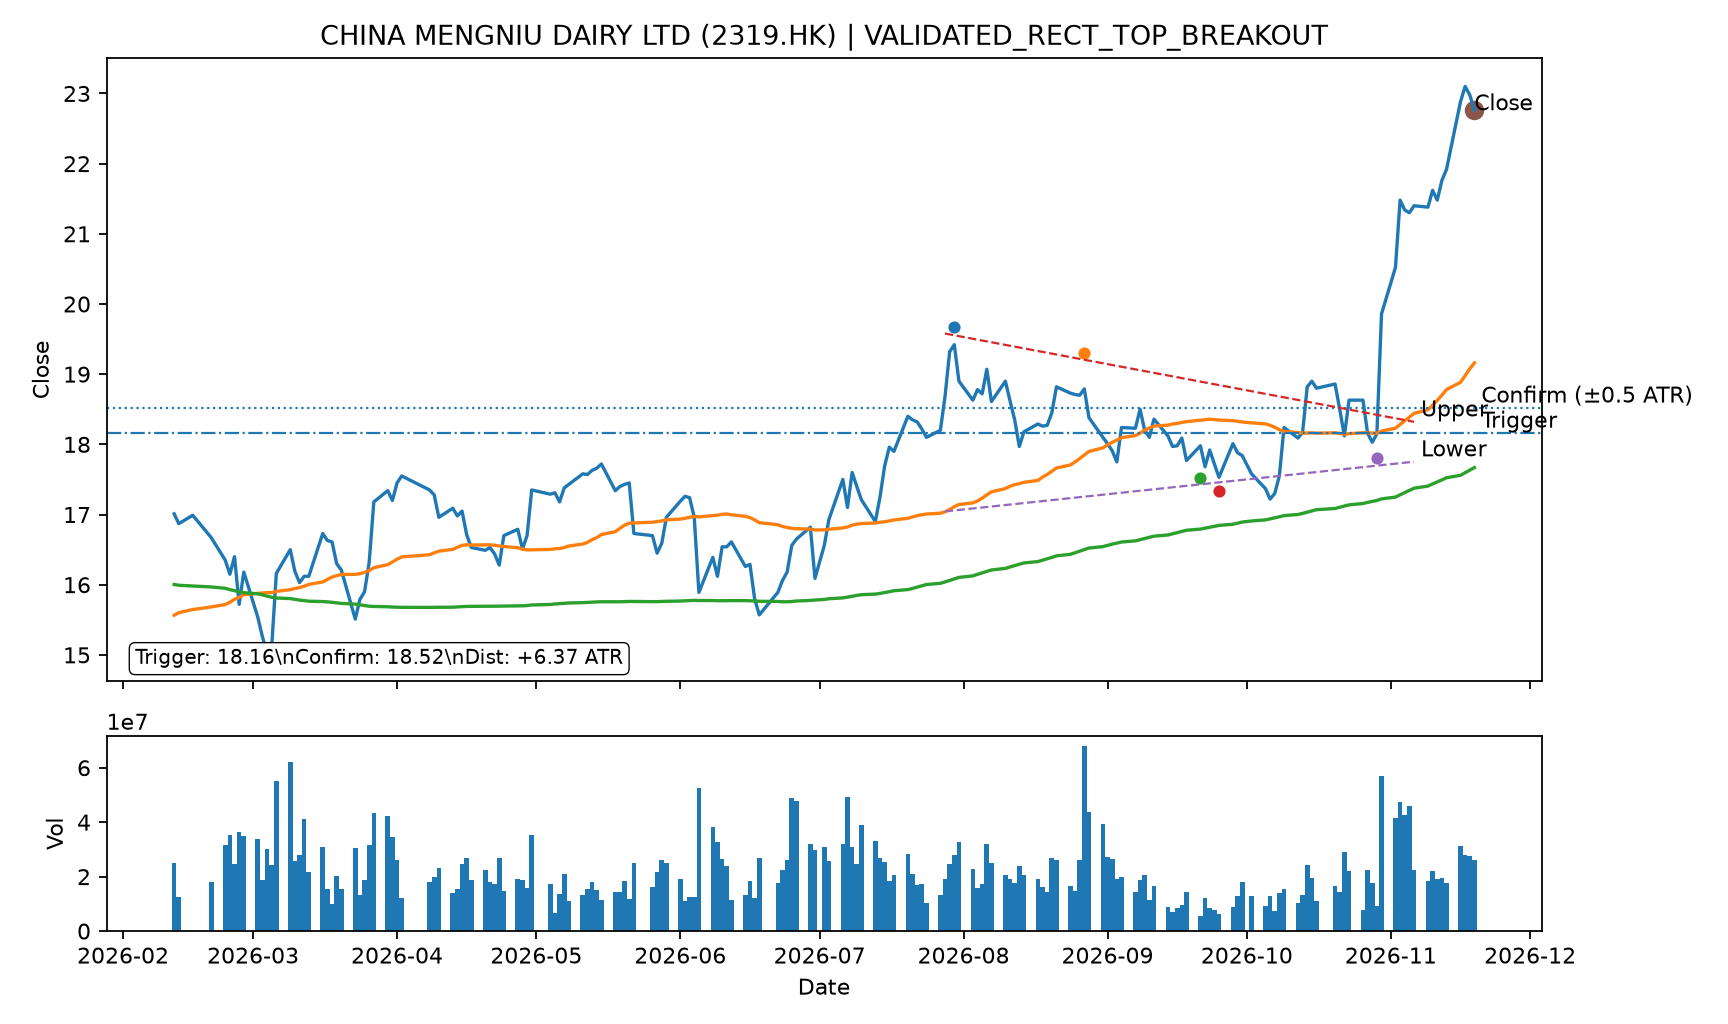 CHINA MENGNIU DAIRY LTD (2319.HK) | VALIDATED_RECT_TOP_BREAKOUT
Close
23
22
21
20
19
18
17
16
15
Close
Confirm (±0.5 ATR)
Upper
Trigger
Lower
Trigger: 18.16\nConfirm: 18.52\nDist: +6.37 ATR
1e7
Vol
6
4
2
0
2026-02 2026-03 2026-04 2026-05 2026-06 2026-07 2026-08 2026-09 2026-10 2026-11 2026-12
Date